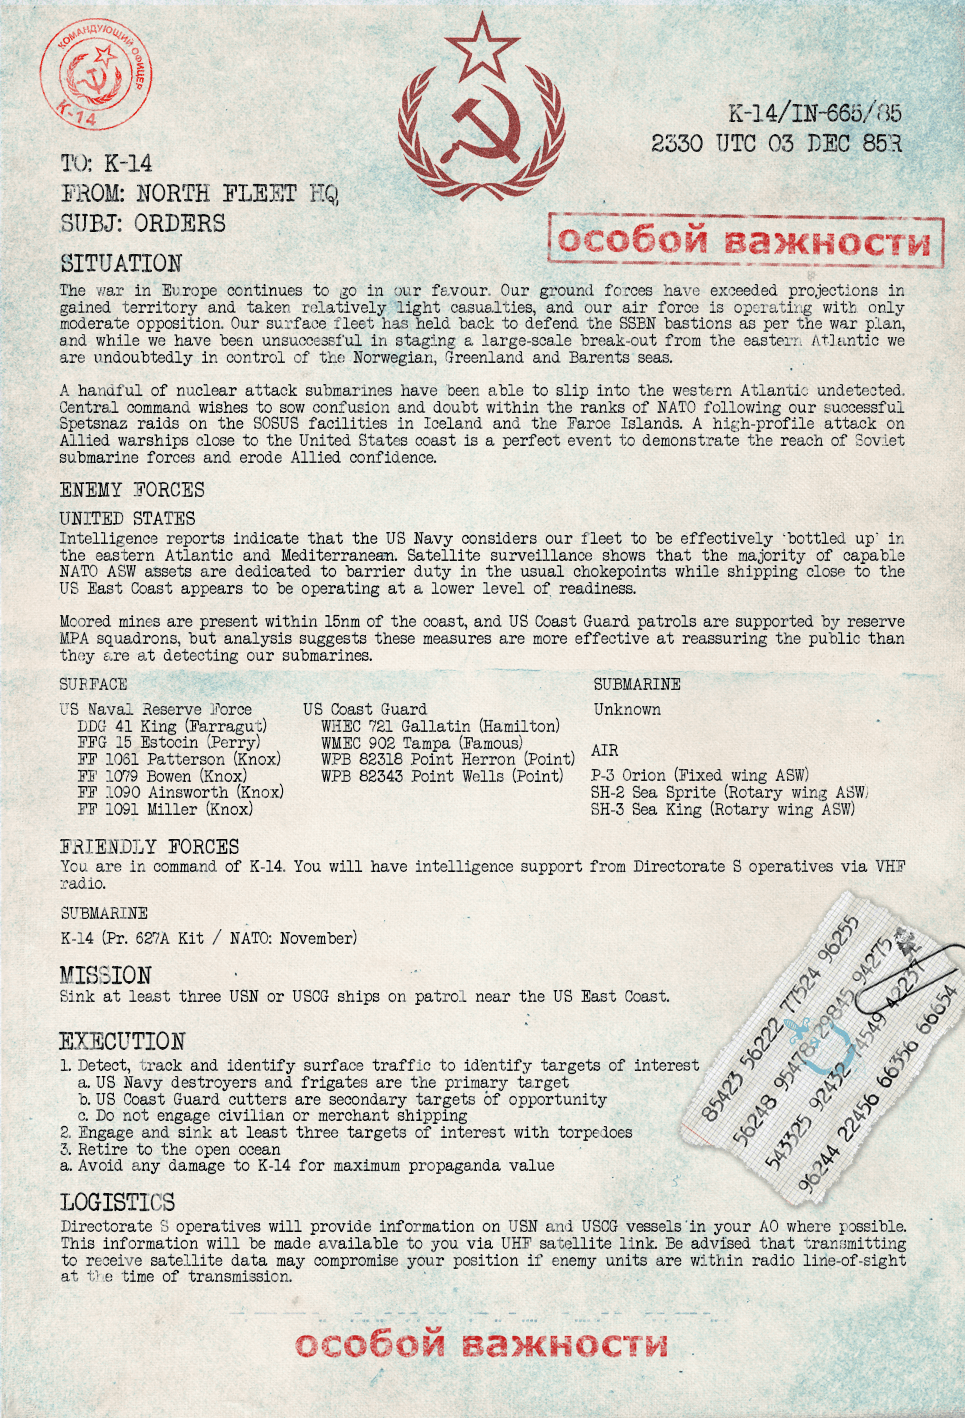 КОМАНДУЮЩИЙ ОФИЦЕР
K-14
K-14/IN-665/85
2330 UTC 03 DEC 85R
TO: K-14
FROM: NORTH FLEET HQ
SUBJ: ORDERS
особой важности
SITUATION
The war in Europe continues to go in our favour. Our ground forces have exceeded projections in
gained territory and taken relatively light casualties, and our air force is operating with only
moderate opposition. Our surface fleet has held back to defend the SSBN bastions as per the war plan,
and while we have been unsuccessful in staging a large-scale break-out from the eastern Atlantic we
are undoubtedly in control of the Norwegian, Greenland and Barents seas.
A handful of nuclear attack submarines have been able to slip into the western Atlantic undetected.
Central command wishes to sow confusion and doubt within the ranks of NATO following our successful
Spetsnaz raids on the SOSUS facilities in Iceland and the Faroe Islands. A high-profile attack on
Allied warships close to the United States coast is a perfect event to demonstrate the reach of Soviet
submarine forces and erode Allied confidence.
ENEMY FORCES
UNITED STATES
Intelligence reports indicate that the US Navy considers our fleet to be effectively 'bottled up' in
the eastern Atlantic and Mediterranean. Satellite surveillance shows that the majority of capable
NATO ASW assets are dedicated to barrier duty in the usual chokepoints while shipping close to the
US East Coast appears to be operating at a lower level of readiness.
Moored mines are present within 15nm of the coast, and US Coast Guard patrols are supported by reserve
MPA squadrons, but analysis suggests these measures are more effective at reassuring the public than
they are at detecting our submarines.
SURFACE
US Naval Reserve Force
DDG 41 King (Farragut)
FFG 15 Estocin (Perry)
FF 1061 Patterson (Knox)
FF 1079 Bowen (Knox)
FF 1090 Ainsworth (Knox)
FF 1091 Miller (Knox)
US Coast Guard
WHEC 721 Gallatin (Hamilton)
WMEC 902 Tampa (Famous)
WPB 82318 Point Herron (Point)
WPB 82343 Point Wells (Point)
SUBMARINE
Unknown
AIR
P-3 Orion (Fixed wing ASW)
SH-2 Sea Sprite (Rotary wing ASW)
SH-3 Sea King (Rotary wing ASW)
FRIENDLY FORCES
You are in command of K-14. You will have intelligence support from Directorate S operatives via VHF
radio.
SUBMARINE
K-14 (Pr. 627A Kit / NATO: November)
MISSION
Sink at least three USN or USCG ships on patrol near the US East Coast.
EXECUTION
1. Detect, track and identify surface traffic to identify targets of interest
a. US Navy destroyers and frigates are the primary target
b. US Coast Guard cutters are secondary targets of opportunity
c. Do not engage civilian or merchant shipping
2. Engage and sink at least three targets of interest with torpedoes
3. Retire to the open ocean
a. Avoid any damage to K-14 for maximum propaganda value
85423 56222 77524 96255
56248 95478 29845 94275
543325 92432 74549 42237
96244 22456 66356 66654
LOGISTICS
Directorate S operatives will provide information on USN and USCG vessels in your AO where possible.
This information will be made available to you via UHF satellite link. Be advised that transmitting
to receive satellite data may compromise your position if enemy units are within radio line-of-sight
at the time of transmission.
особой важности